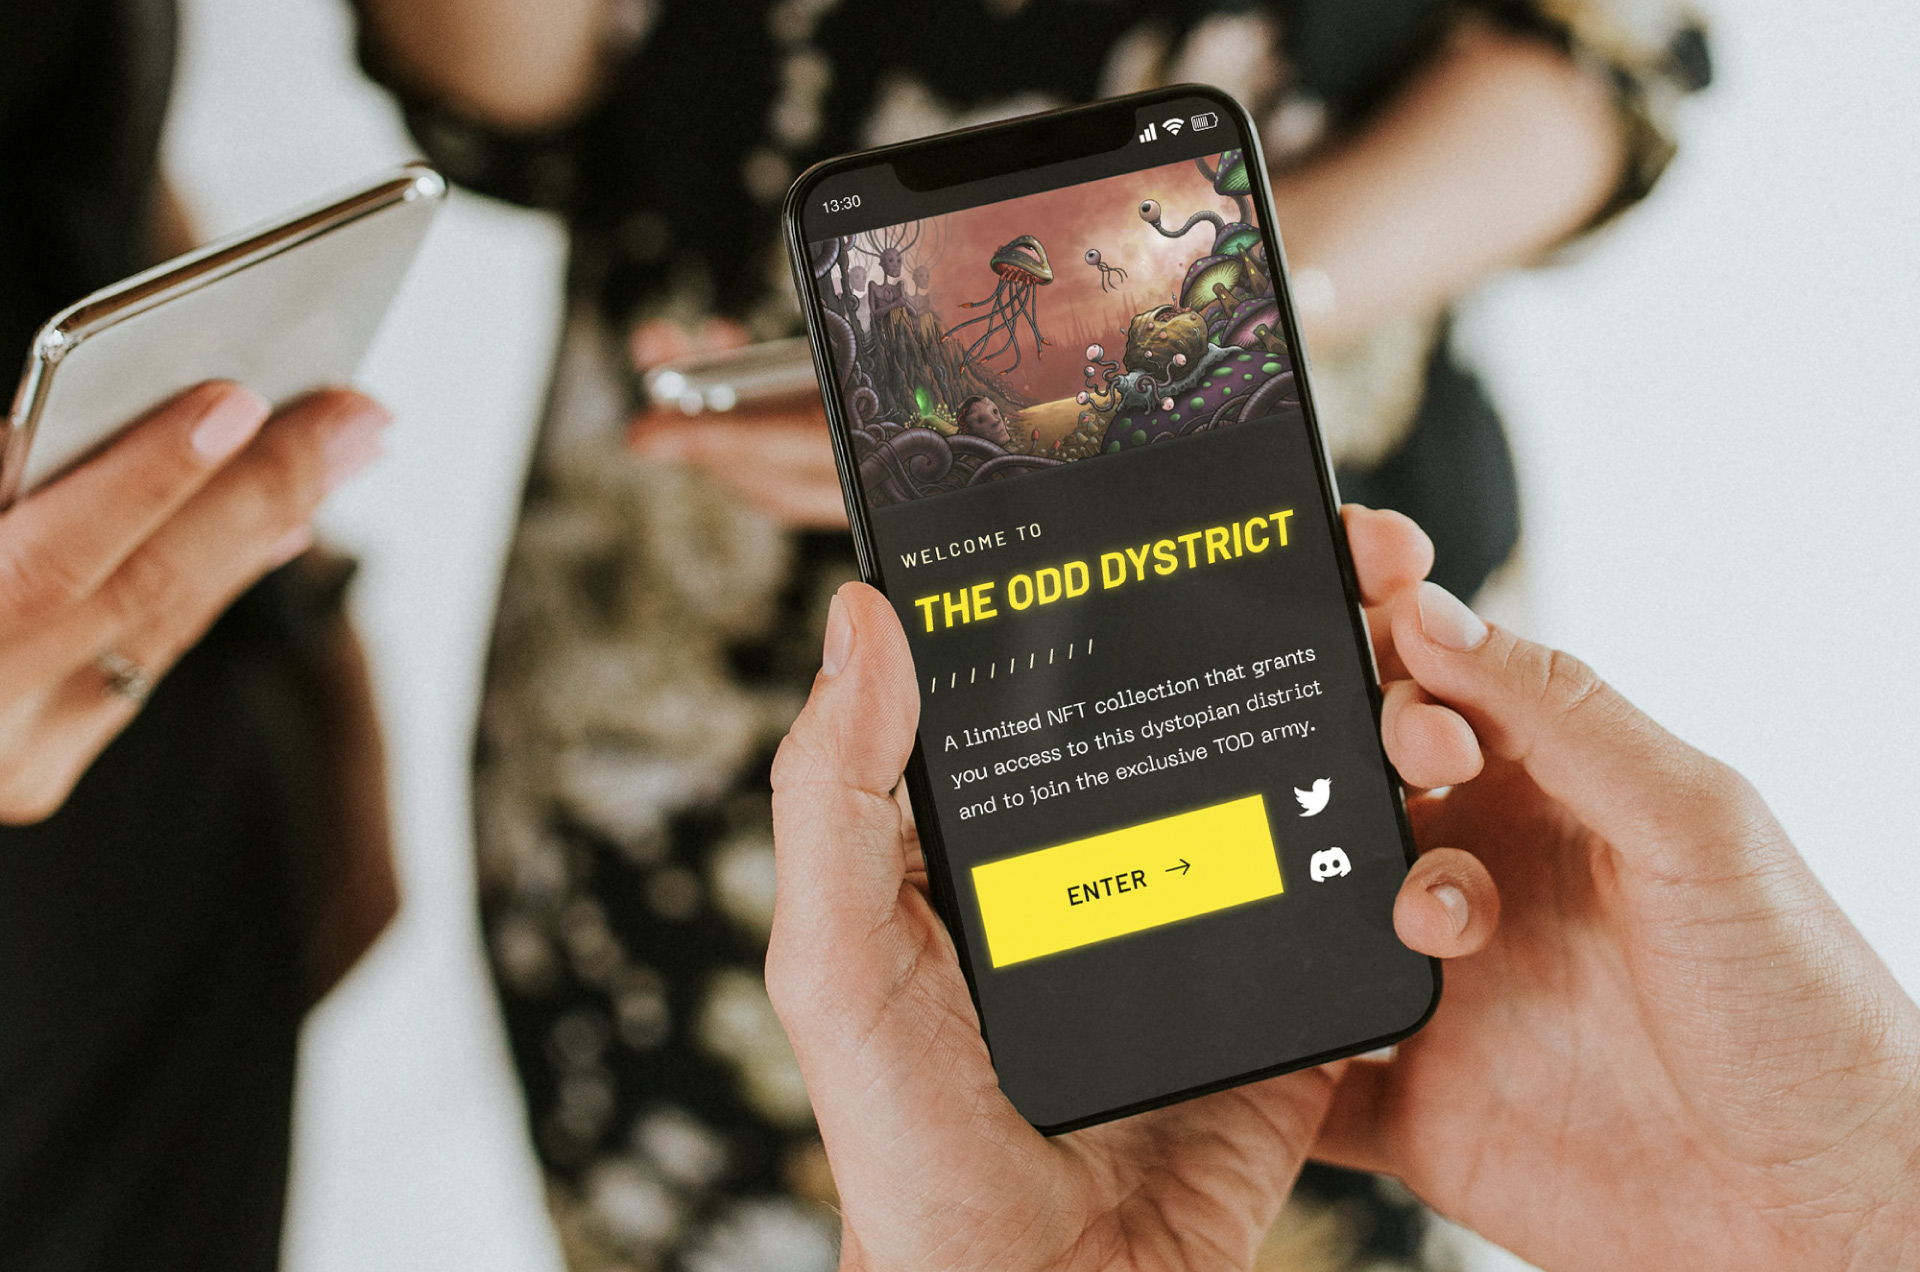 13:30
WELCOME TO
THE ODD DYSTRICT
/ / / / / / / / /
A limited NFT collection that grants
you access to this dystopian district
and to join the exclusive TOD army.
ENTER →